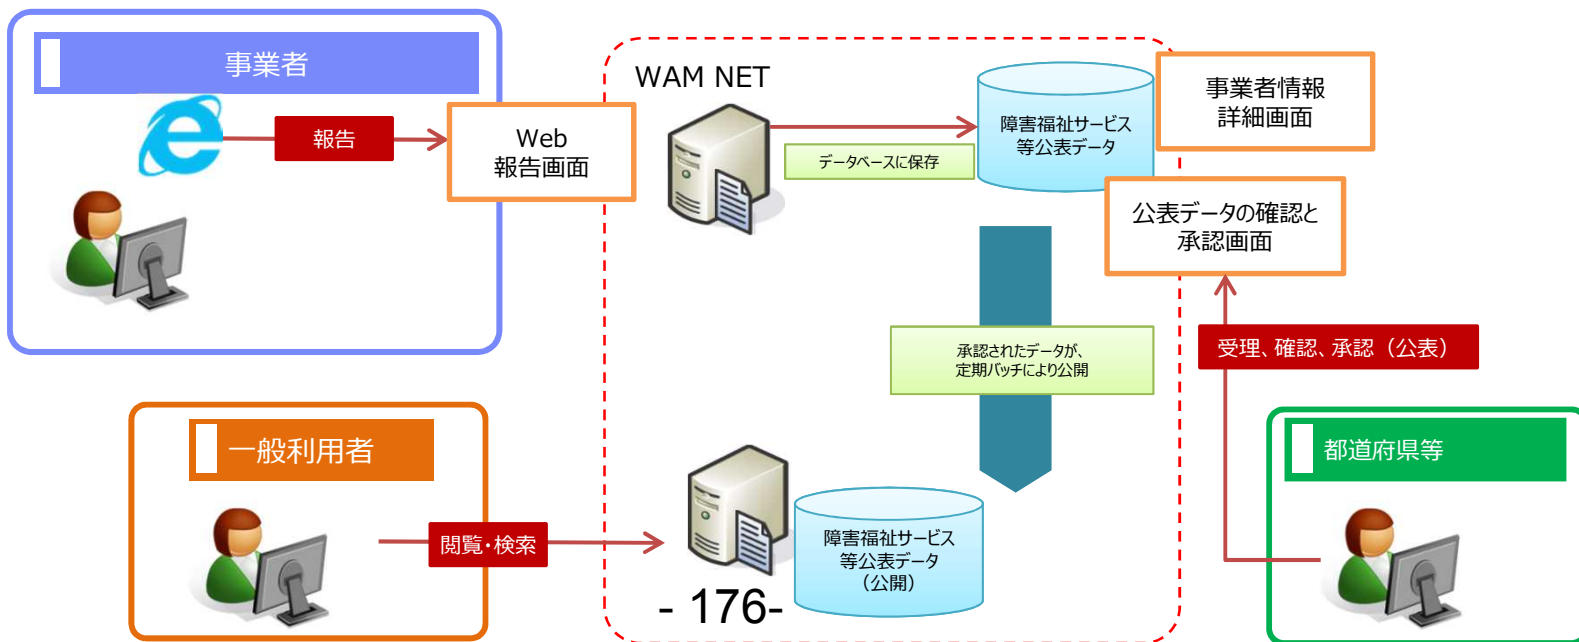 事業者
報告
Web
報告画面
WAM NET
データベースに保存
障害福祉サービス
等公表データ
事業者情報
詳細画面
公表データの確認と
承認画面
承認されたデータが、
定期バッチにより公開
受理、確認、承認（公表）
一般利用者
閲覧・検索
障害福祉サービス
等公表データ
（公開）
都道府県等
- 176-